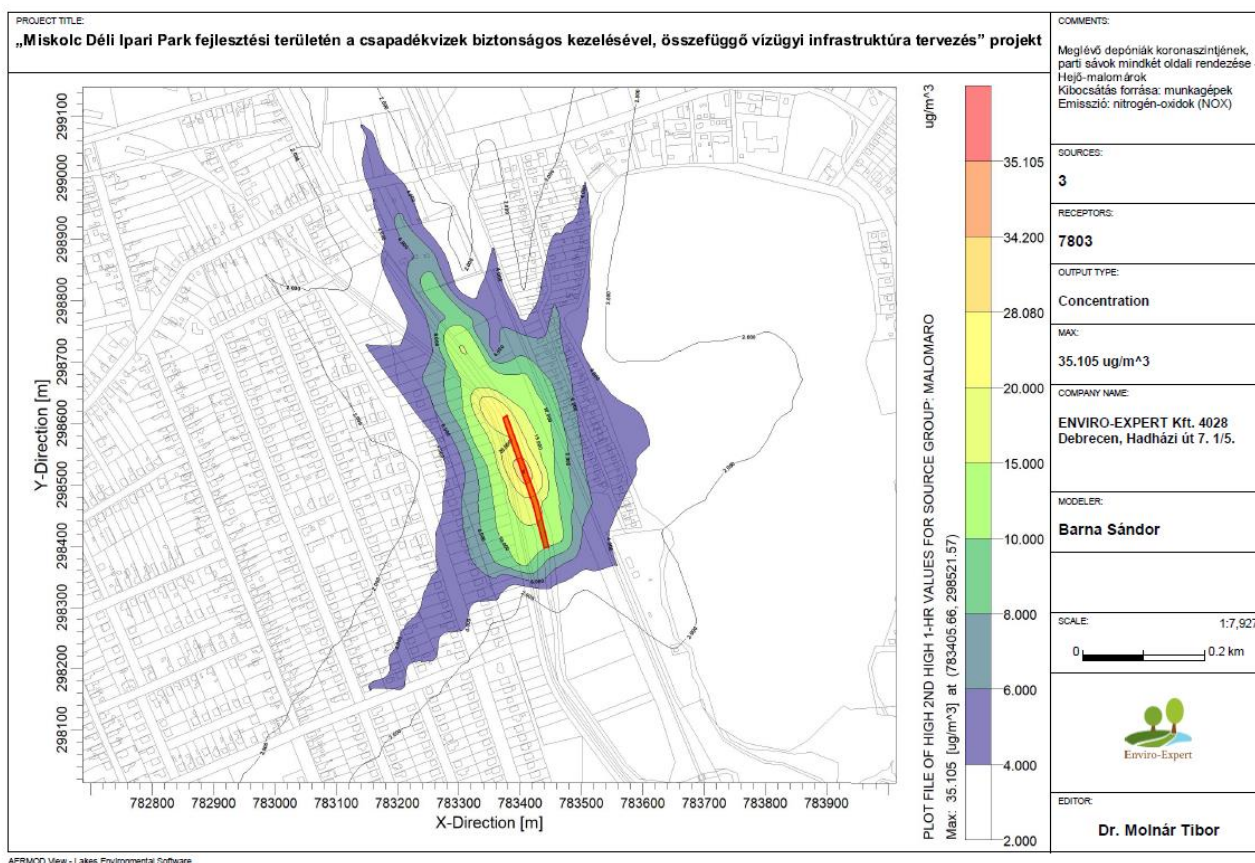 PROJECT TITLE:
„Miskolc Déli Ipari Park fejlesztési területén a csapadékvizek biztonságos kezelésével, összefüggő vízügyi infrastruktúra tervezés” projekt
COMMENTS:
Meglévő depóniák koronaszintjének,
parti sávok mindkét oldali rendezése -
Hejő-malomárok
Kibocsátás forrása: munkagépek
Emisszió: nitrogén-oxidok (NOX)
SOURCES:
3
RECEPTORS:
7803
OUTPUT TYPE:
Concentration
MAX:
35.105 ug/m^3
COMPANY NAME:
ENVIRO-EXPERT Kft. 4028
Debrecen, Hadházi út 7. 1/5.
MODELER:
Barna Sándor
SCALE:
1:7,927
0
0.2 km
Enviro-Expert
EDITOR:
Dr. Molnár Tibor
ug/m^3
35.105
34.200
28.080
20.000
15.000
10.000
8.000
6.000
4.000
2.000
PLOT FILE OF HIGH 2ND HIGH 1-HR VALUES FOR SOURCE GROUP: MALOMARO
Max: 35.105 [ug/m^3] at (783405.66, 298521.57)
Y-Direction [m]
299100
299000
298900
298800
298700
298600
298500
298400
298300
298200
298100
782800 782900 783000 783100 783200 783300 783400 783500 783600 783700 783800 783900
X-Direction [m]
AERMOD View - Lakes Environmental Software